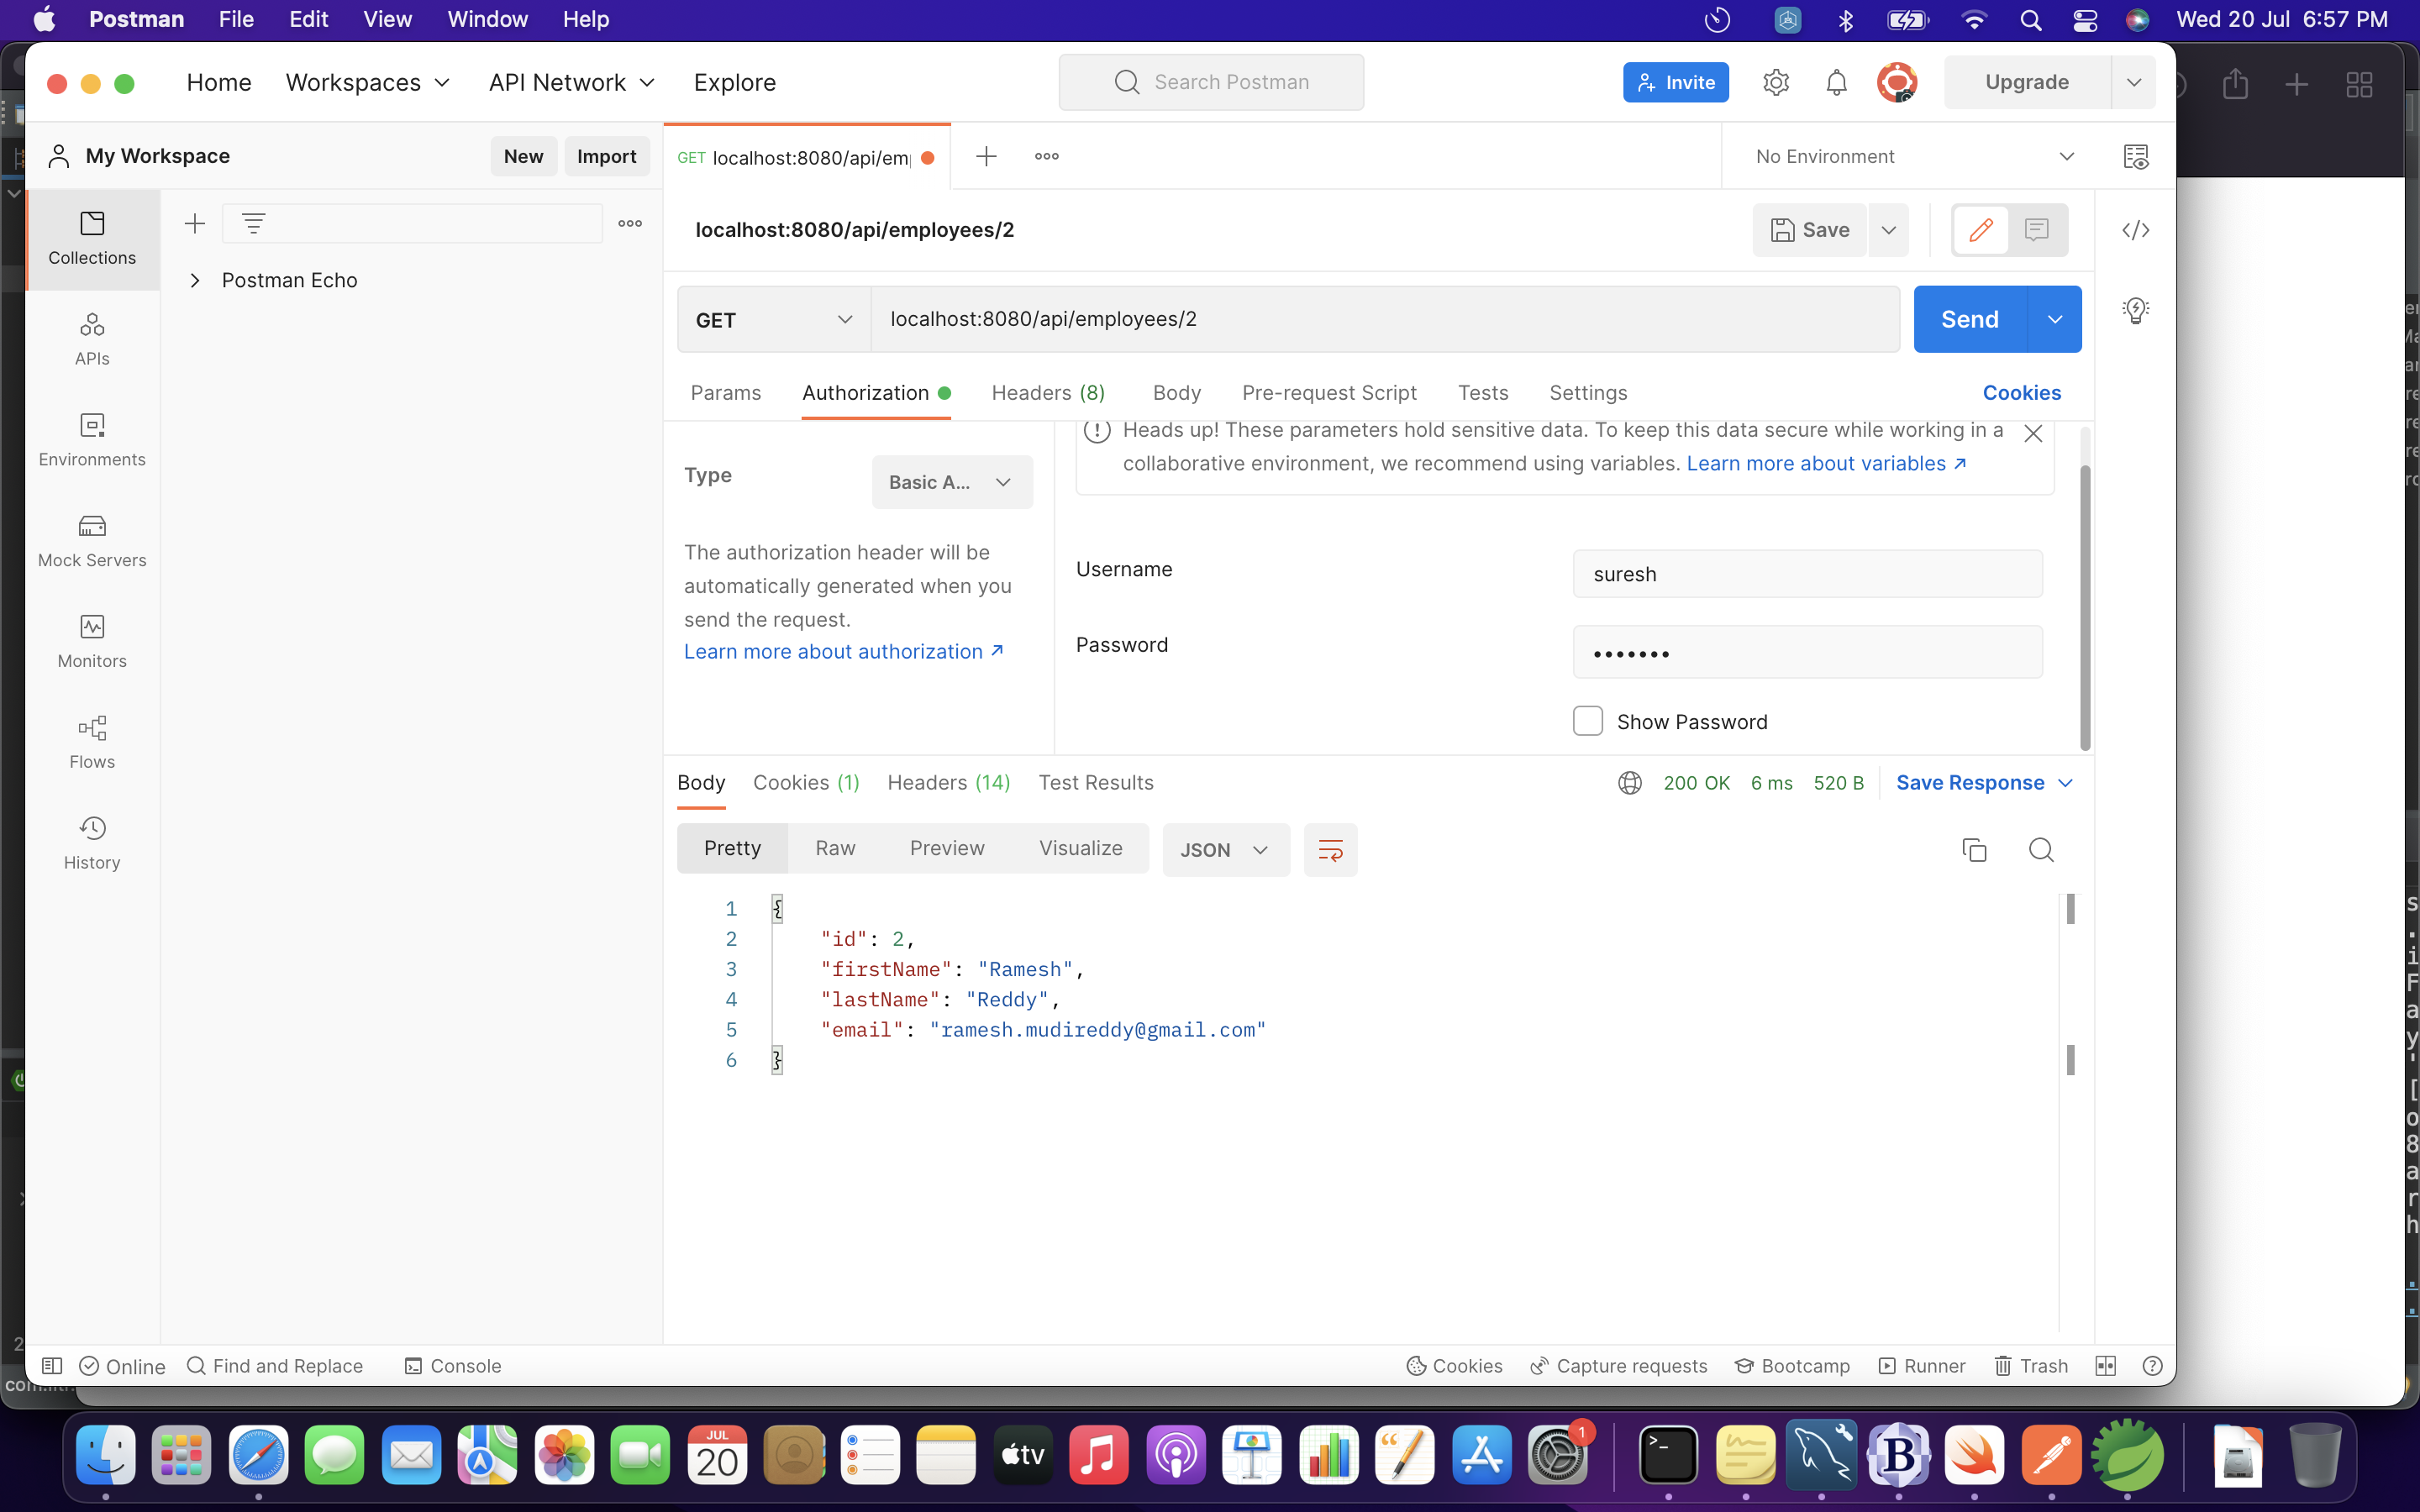 Postman File Edit View Window Help Wed 20 Jul 6:57 PM
Home Workspaces API Network Explore Search Postman Invite Upgrade
My Workspace New Import GET localhost:8080/api/em No Environment
localhost:8080/api/employees/2 Save
Collections
Postman Echo
APIs
Environments
Mock Servers
Monitors
Flows
History
GET localhost:8080/api/employees/2 Send
Params Authorization Headers (8) Body Pre-request Script Tests Settings Cookies
Type Basic A...
The authorization header will be
automatically generated when you
send the request.
Learn more about authorization ↗
Heads up! These parameters hold sensitive data. To keep this data secure while working in a
collaborative environment, we recommend using variables. Learn more about variables ↗
Username suresh
Password •••••••
Show Password
Body Cookies (1) Headers (14) Test Results 200 OK 6 ms 520 B Save Response
Pretty Raw Preview Visualize JSON
1 {
2 "id": 2,
3 "firstName": "Ramesh",
4 "lastName": "Reddy",
5 "email": "ramesh.mudireddy@gmail.com"
6 }
Online Find and Replace Console Cookies Capture requests Bootcamp Runner Trash
JUL
20
tv
1
B